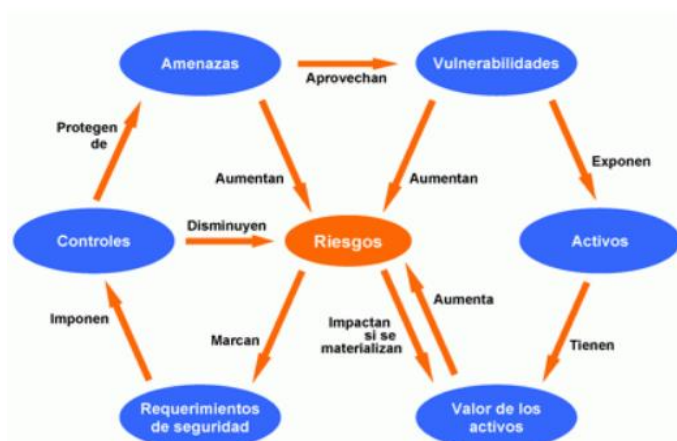 Amenazas
Aprovechan
Vulnerabilidades
Protegen
de
Aumentan
Aumentan
Exponen
Controles
Disminuyen
Riesgos
Activos
Imponen
Marcan
Impactan
si se
materializan
Aumenta
Tienen
Requerimientos
de seguridad
Valor de los
activos